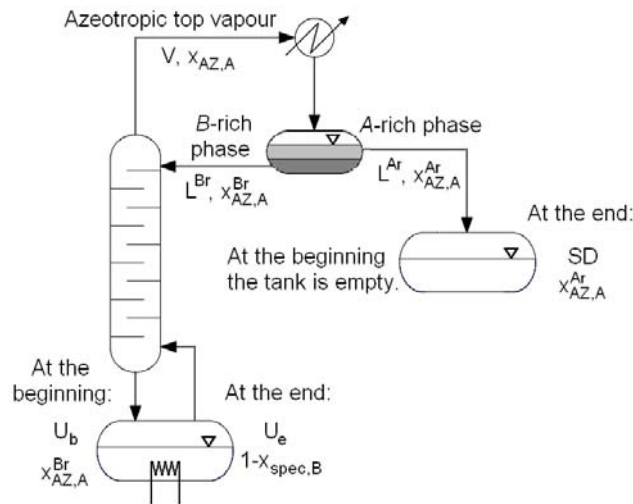 Azeotropic top vapour
V, x_AZ,A
B-rich
phase
A-rich phase
L^Br, x^Br_AZ,A
L^Ar, x^Ar_AZ,A
At the end:
At the beginning
the tank is empty.
SD
x^Ar_AZ,A
At the
beginning:
At the end:
U_b
x^Br_AZ,A
U_e
1-x_spec,B